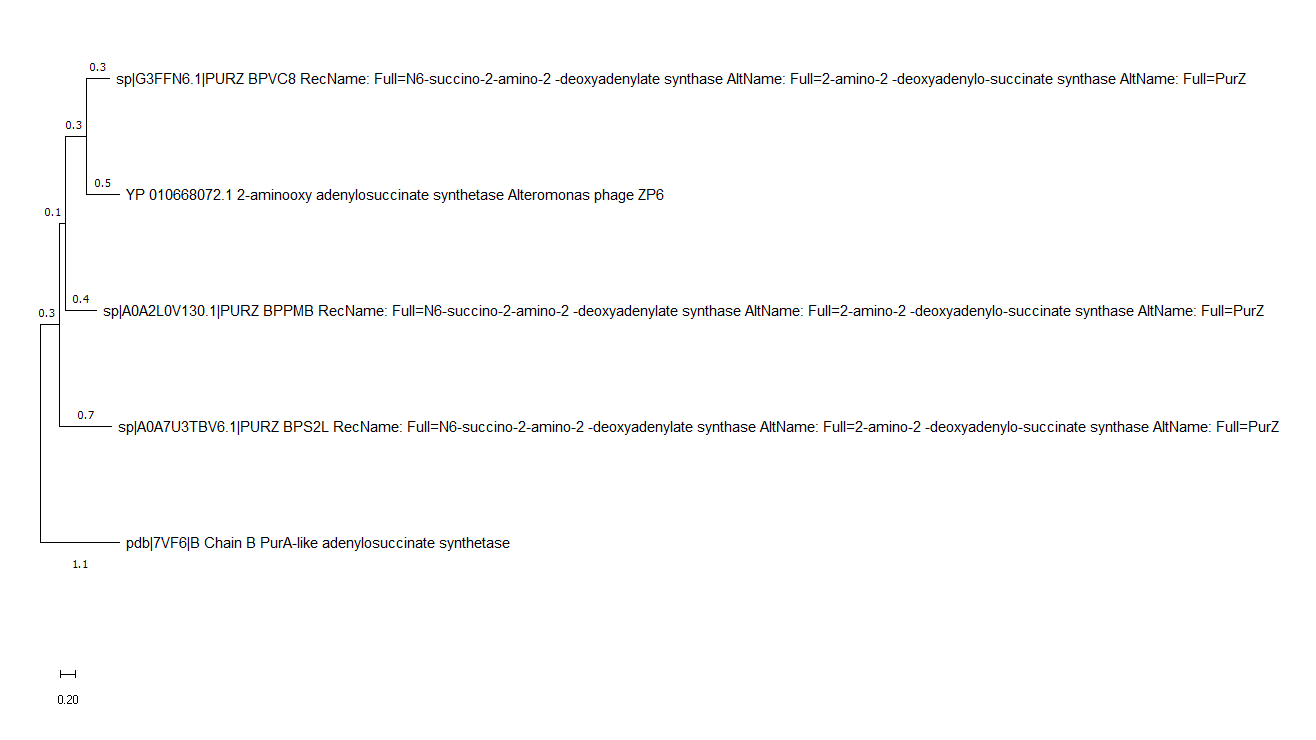 0.3
sp|G3FFN6.1|PURZ BPVC8 RecName: Full=N6-succino-2-amino-2 -deoxyadenylate synthase AltName: Full=2-amino-2 -deoxyadenylo-succinate synthase AltName: Full=PurZ
0.3
0.5
YP 010668072.1 2-aminooxy adenylosuccinate synthetase Alteromonas phage ZP6
0.1
0.4
sp|A0A2L0V130.1|PURZ BPPMB RecName: Full=N6-succino-2-amino-2 -deoxyadenylate synthase AltName: Full=2-amino-2 -deoxyadenylo-succinate synthase AltName: Full=PurZ
0.3
0.7
sp|A0A7U3TBV6.1|PURZ BPS2L RecName: Full=N6-succino-2-amino-2 -deoxyadenylate synthase AltName: Full=2-amino-2 -deoxyadenylo-succinate synthase AltName: Full=PurZ
pdb|7VF6|B Chain B PurA-like adenylosuccinate synthetase
1.1
0.20